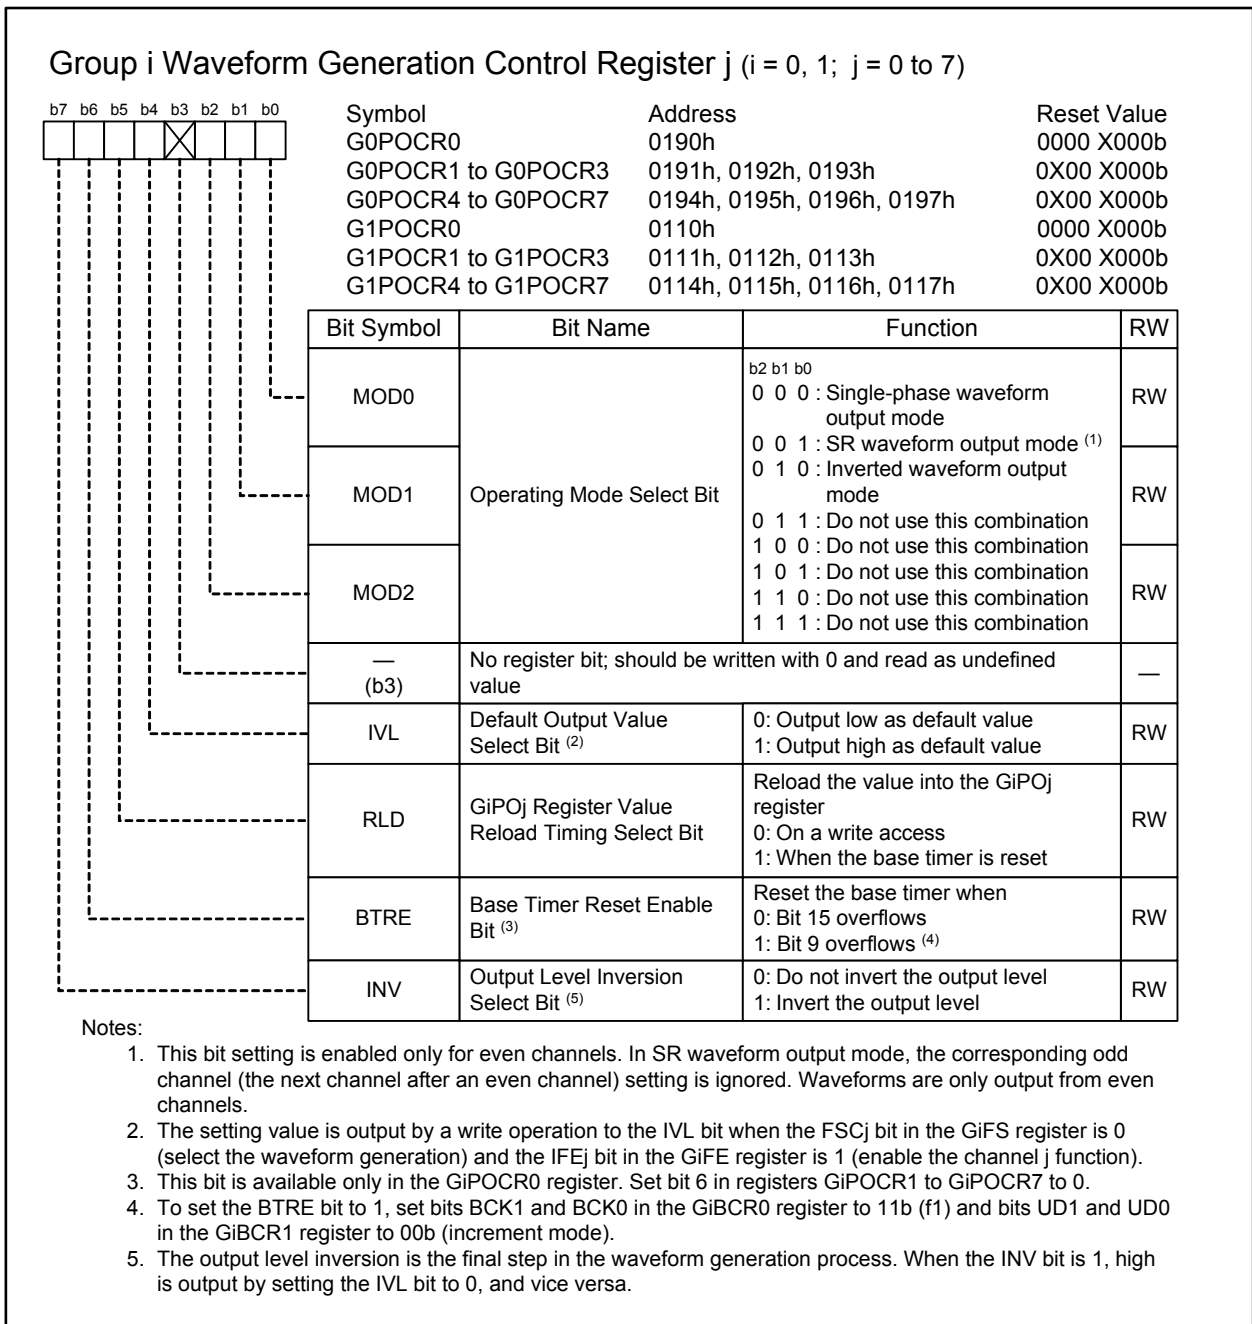 Group i Waveform Generation Control Register j (i = 0, 1; j = 0 to 7)
b7 b6 b5 b4 b3 b2 b1 b0
Symbol Address Reset Value
G0POCR0 0190h 0000 X000b
G0POCR1 to G0POCR3 0191h, 0192h, 0193h 0X00 X000b
G0POCR4 to G0POCR7 0194h, 0195h, 0196h, 0197h 0X00 X000b
G1POCR0 0110h 0000 X000b
G1POCR1 to G1POCR3 0111h, 0112h, 0113h 0X00 X000b
G1POCR4 to G1POCR7 0114h, 0115h, 0116h, 0117h 0X00 X000b
Bit Symbol Bit Name Function RW
MOD0 RW
MOD1 RW
MOD2 RW
Operating Mode Select Bit
b2 b1 b0
0 0 0 : Single-phase waveform
output mode
0 0 1 : SR waveform output mode (1)
0 1 0 : Inverted waveform output
mode
0 1 1 : Do not use this combination
1 0 0 : Do not use this combination
1 0 1 : Do not use this combination
1 1 0 : Do not use this combination
1 1 1 : Do not use this combination
—
(b3)
No register bit; should be written with 0 and read as undefined
value
—
IVL
Default Output Value
Select Bit (2)
0: Output low as default value
1: Output high as default value
RW
RLD
GiPOj Register Value
Reload Timing Select Bit
Reload the value into the GiPOj
register
0: On a write access
1: When the base timer is reset
RW
BTRE
Base Timer Reset Enable
Bit (3)
Reset the base timer when
0: Bit 15 overflows
1: Bit 9 overflows (4)
RW
INV
Output Level Inversion
Select Bit (5)
0: Do not invert the output level
1: Invert the output level
RW
Notes:
1. This bit setting is enabled only for even channels. In SR waveform output mode, the corresponding odd
channel (the next channel after an even channel) setting is ignored. Waveforms are only output from even
channels.
2. The setting value is output by a write operation to the IVL bit when the FSCj bit in the GiFS register is 0
(select the waveform generation) and the IFEj bit in the GiFE register is 1 (enable the channel j function).
3. This bit is available only in the GiPOCR0 register. Set bit 6 in registers GiPOCR1 to GiPOCR7 to 0.
4. To set the BTRE bit to 1, set bits BCK1 and BCK0 in the GiBCR0 register to 11b (f1) and bits UD1 and UD0
in the GiBCR1 register to 00b (increment mode).
5. The output level inversion is the final step in the waveform generation process. When the INV bit is 1, high
is output by setting the IVL bit to 0, and vice versa.